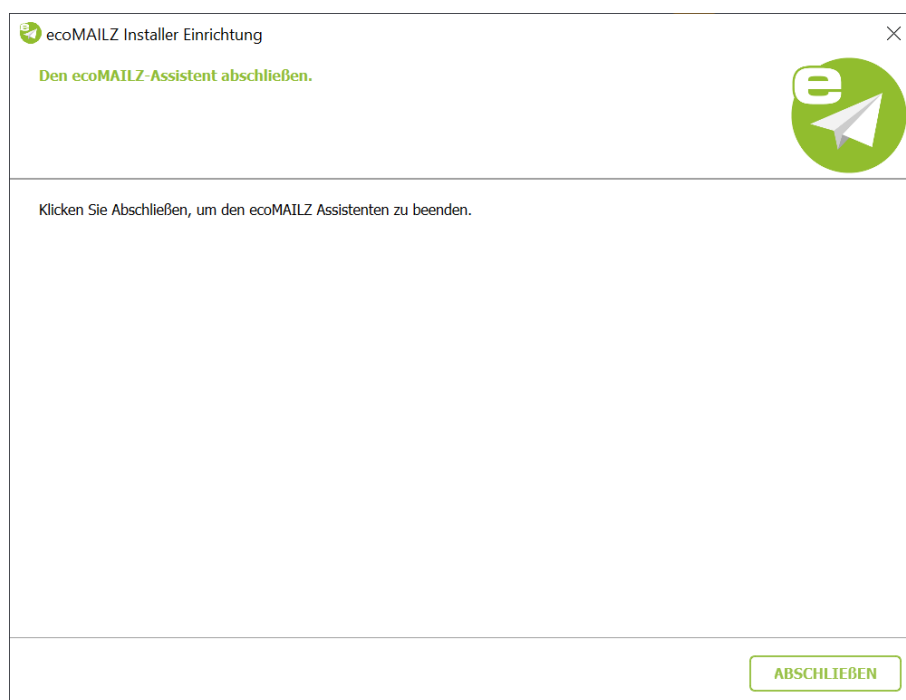 ecoMAILZ Installer Einrichtung
Den ecoMAILZ-Assistent abschließen.
e
Klicken Sie Abschließen, um den ecoMAILZ Assistenten zu beenden.
ABSCHLIEßEN